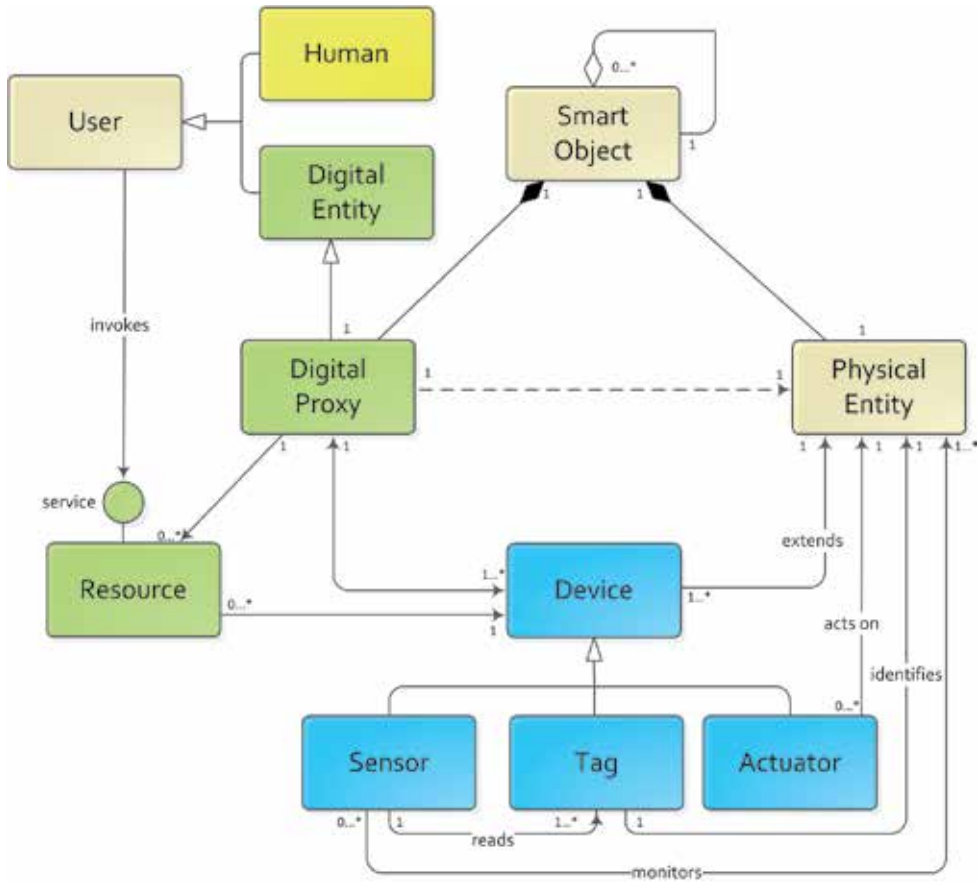 Human
0...*
User
Smart
Object
1
Digital
Entity
1
1
invokes
1
1
Digital
Proxy
1
1
Physical
Entity
1
1
1
1
1
1...*
service
0...*
extends
Resource
1...*
Device
0...*
1
1...*
acts on
identifies
0...*
Sensor
Tag
Actuator
0...*
1
1...*
1
reads
monitors